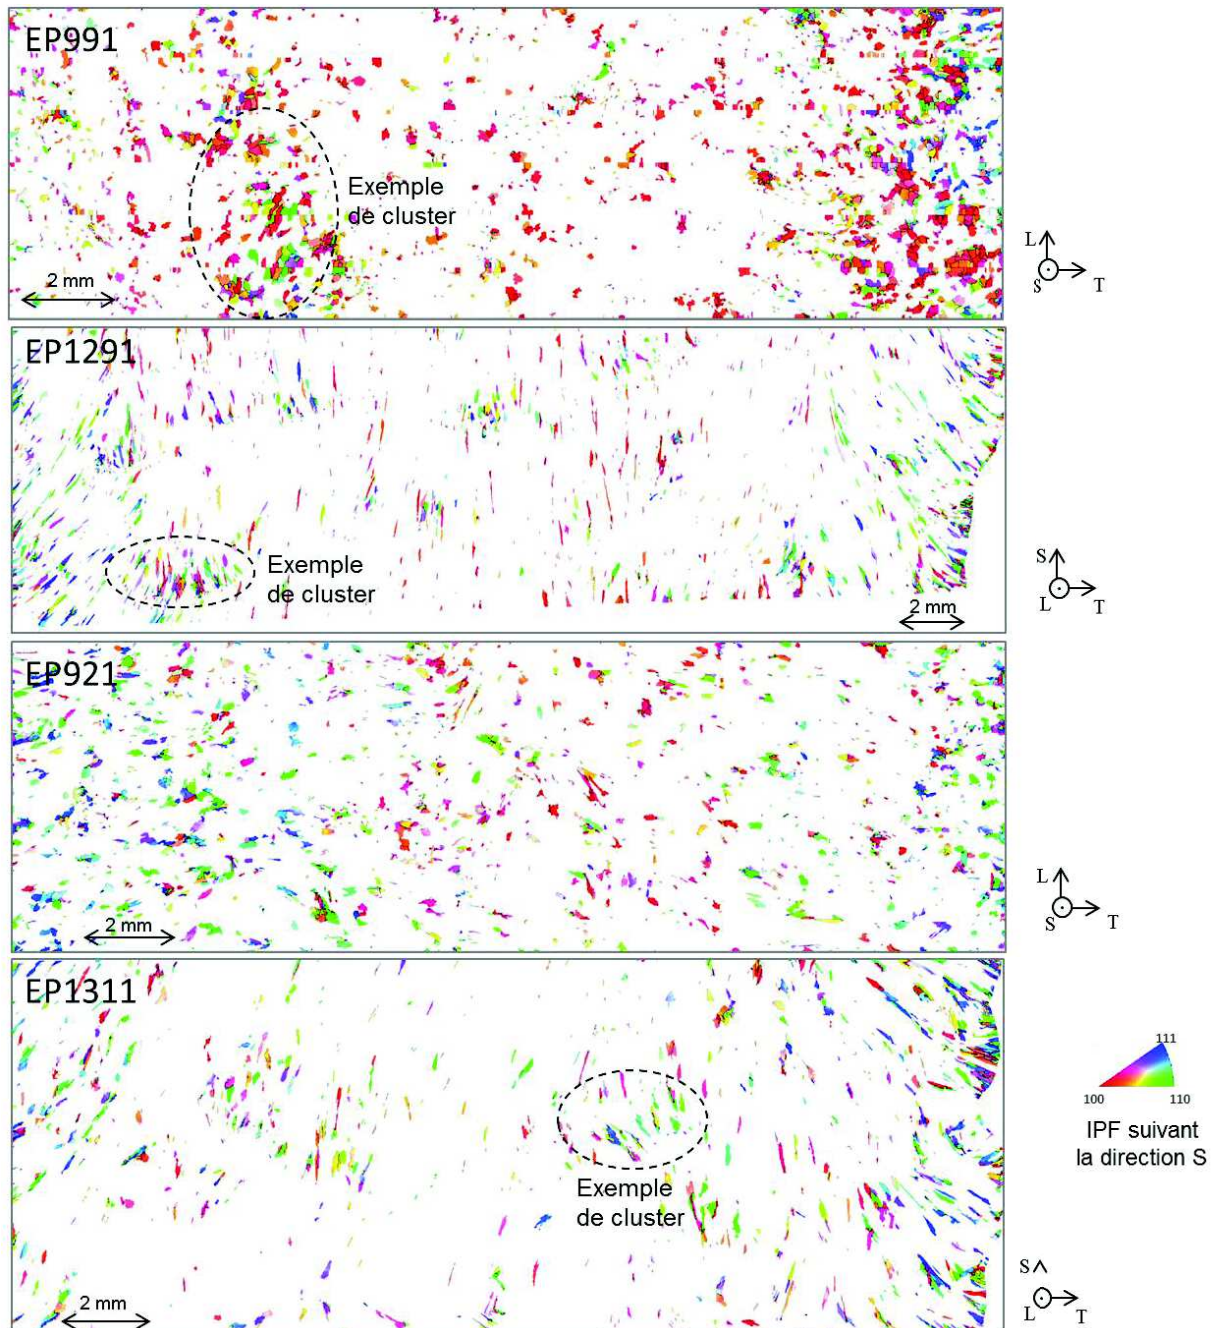 EP991
Exemple
de cluster
2 mm
L
S
T
EP1291
Exemple
de cluster
2 mm
S
L
T
EP921
2 mm
L
S
T
EP1311
Exemple
de cluster
2 mm
111
100
110
IPF suivant
la direction S
S
L
T